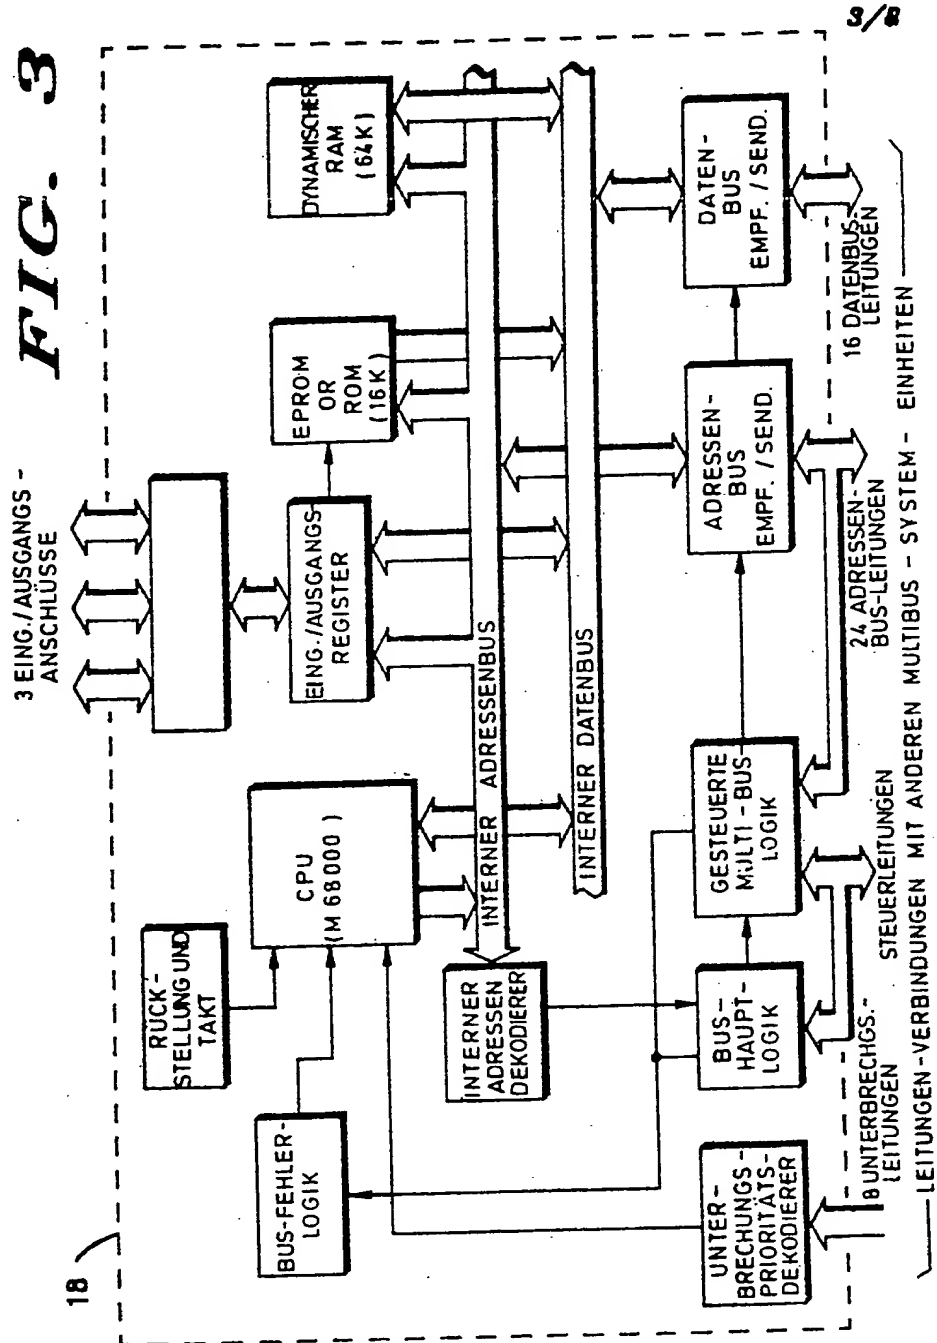 3/8
FIG. 3
18
3 EING./AUSGANGS-
ANSCHLÜSSE
RÜCK-
STELLUNG UND
TAKT
BUS-FEHLER-
LOGIK
CPU
(M 68000)
EING./AUSGANGS
REGISTER
EPROM
OR
ROM
(16K)
DYNAMISCHER
RAM
(64K)
INTERNER ADRESSENBUS
INTERNER DATENBUS
INTERNER
ADRESSEN
DEKODIERER
UNTER-
BRECHUNGS-
PRIORITÄTS-
DEKODIERER
BUS-
HAUPT-
LOGIK
GESTEUERTE
MULTI-BUS
LOGIK
ADRESSEN-
BUS
EMPF./SEND.
DATEN-
BUS
EMPF./SEND.
8 UNTERBRECHGS.-
LEITUNGEN
STEUERLEITUNGEN
24 ADRESSEN-
BUS-LEITUNGEN
16 DATENBUS-
LEITUNGEN
LEITUNGEN-VERBINDUNGEN MIT ANDEREN MULTIBUS-SYSTEM-EINHEITEN